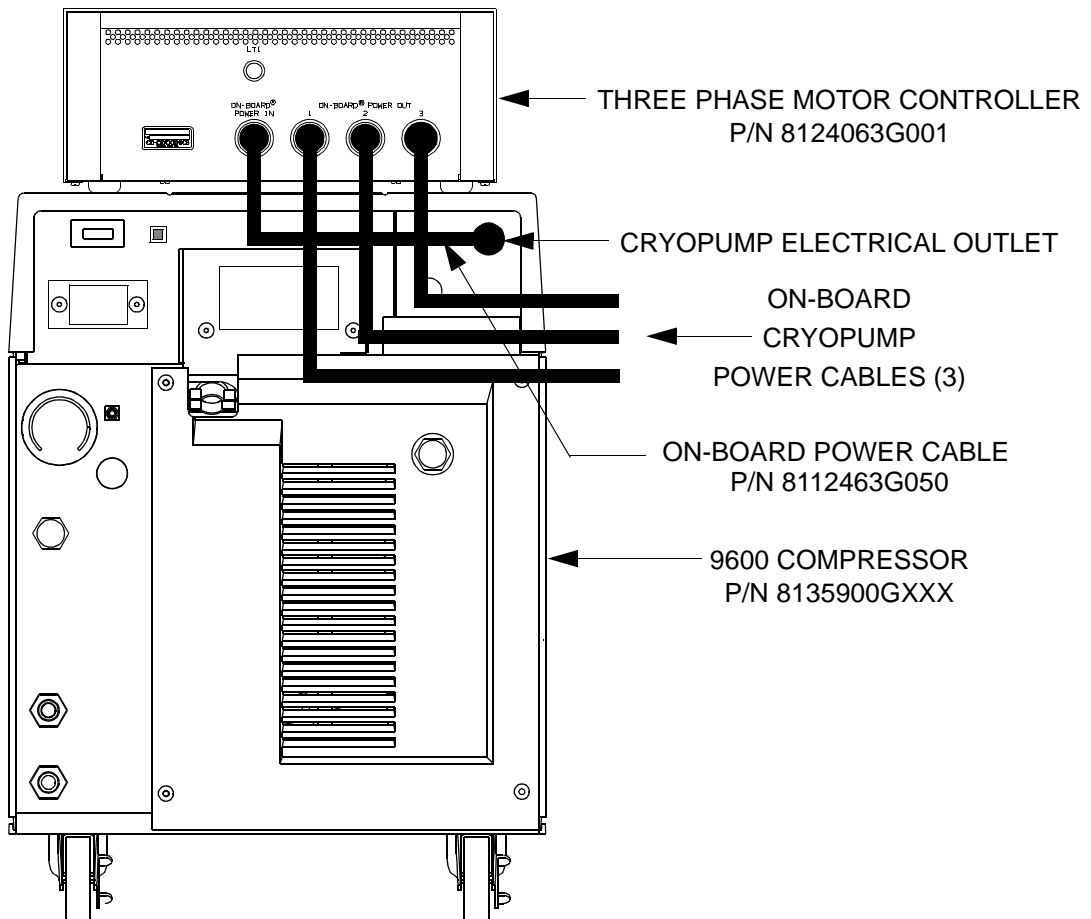 LT1
ON-BOARD® POWER IN
ON-BOARD® POWER OUT
1 2 3
THREE PHASE MOTOR CONTROLLER
P/N 8124063G001
CRYOPUMP ELECTRICAL OUTLET
ON-BOARD
CRYOPUMP
POWER CABLES (3)
ON-BOARD POWER CABLE
P/N 8112463G050
9600 COMPRESSOR
P/N 8135900GXXX